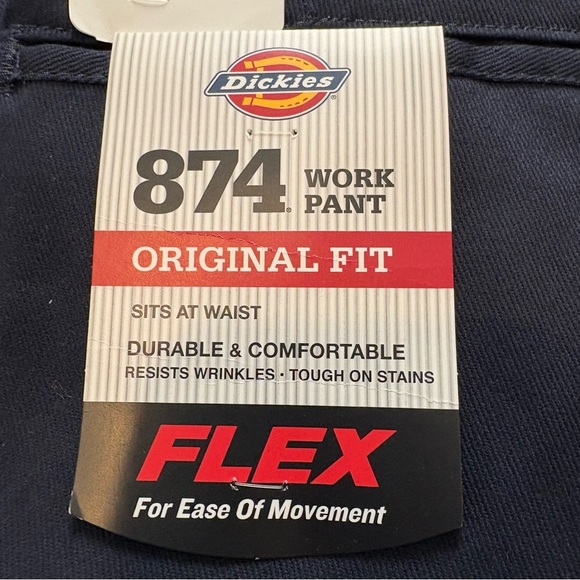 Dickies
874® WORK PANT
ORIGINAL FIT
SITS AT WAIST
DURABLE & COMFORTABLE
RESISTS WRINKLES · TOUGH ON STAINS
FLEX
For Ease Of Movement